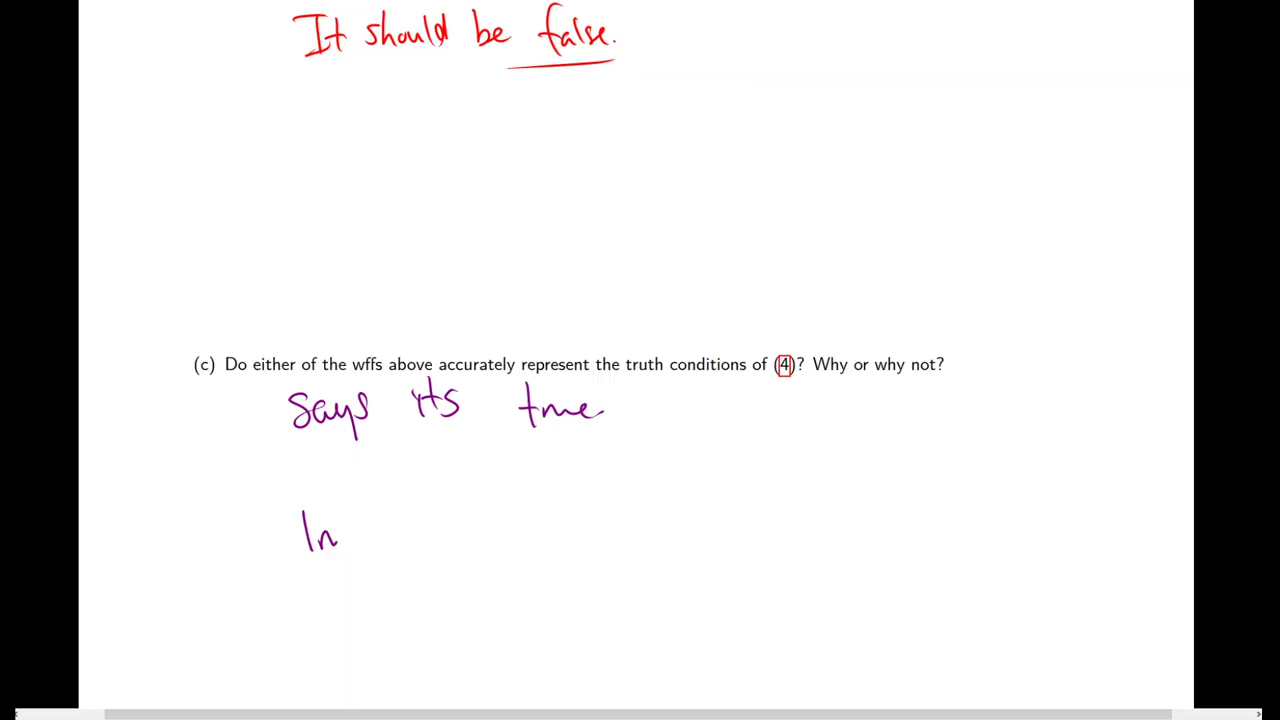 It should be false.
(c) Do either of the wffs above accurately represent the truth conditions of (4)? Why or why not?
says its true
In